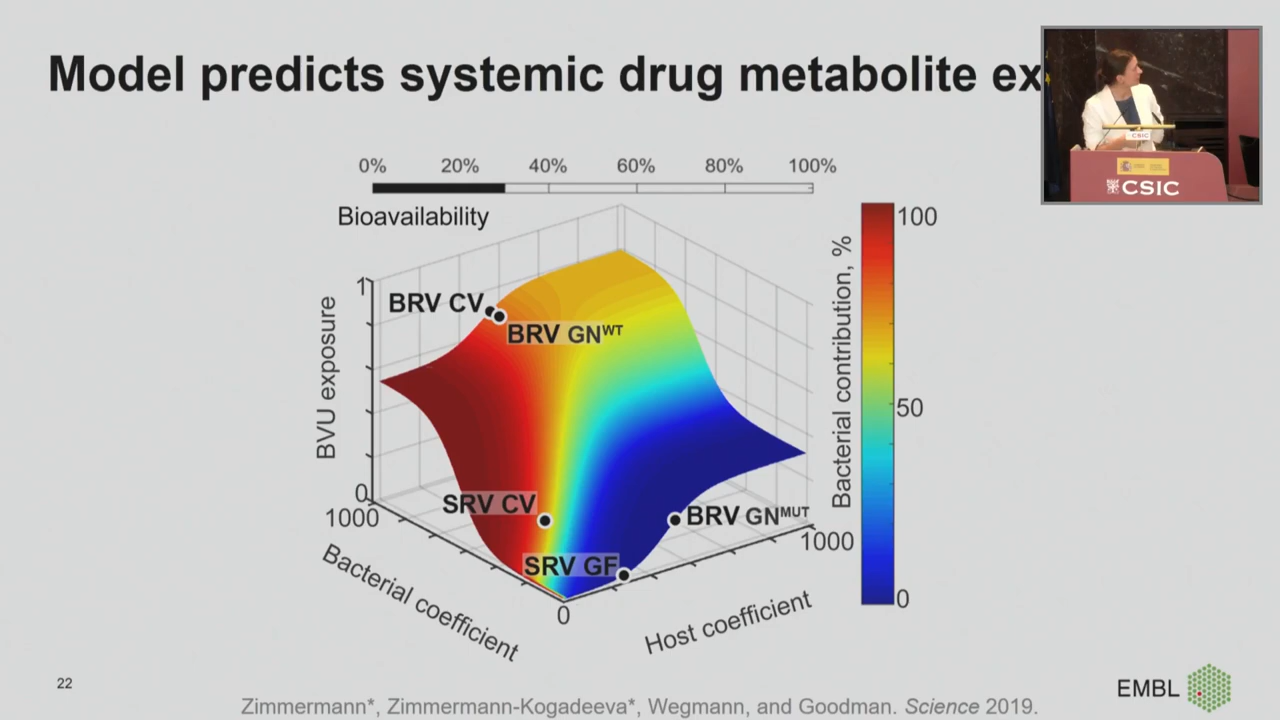 Model predicts systemic drug metabolite ex
CSIC
CSIC
0% 20% 40% 60% 80% 100%
Bioavailability
100
50
0
Bacterial contribution, %
1
0
BVU exposure
BRV CV
BRV GNWT
SRV CV
BRV GNMUT
SRV GF
1000
Bacterial coefficient
0
Host coefficient
1000
22
EMBL
Zimmermann*, Zimmermann-Kogadeeva*, Wegmann, and Goodman. Science 2019.